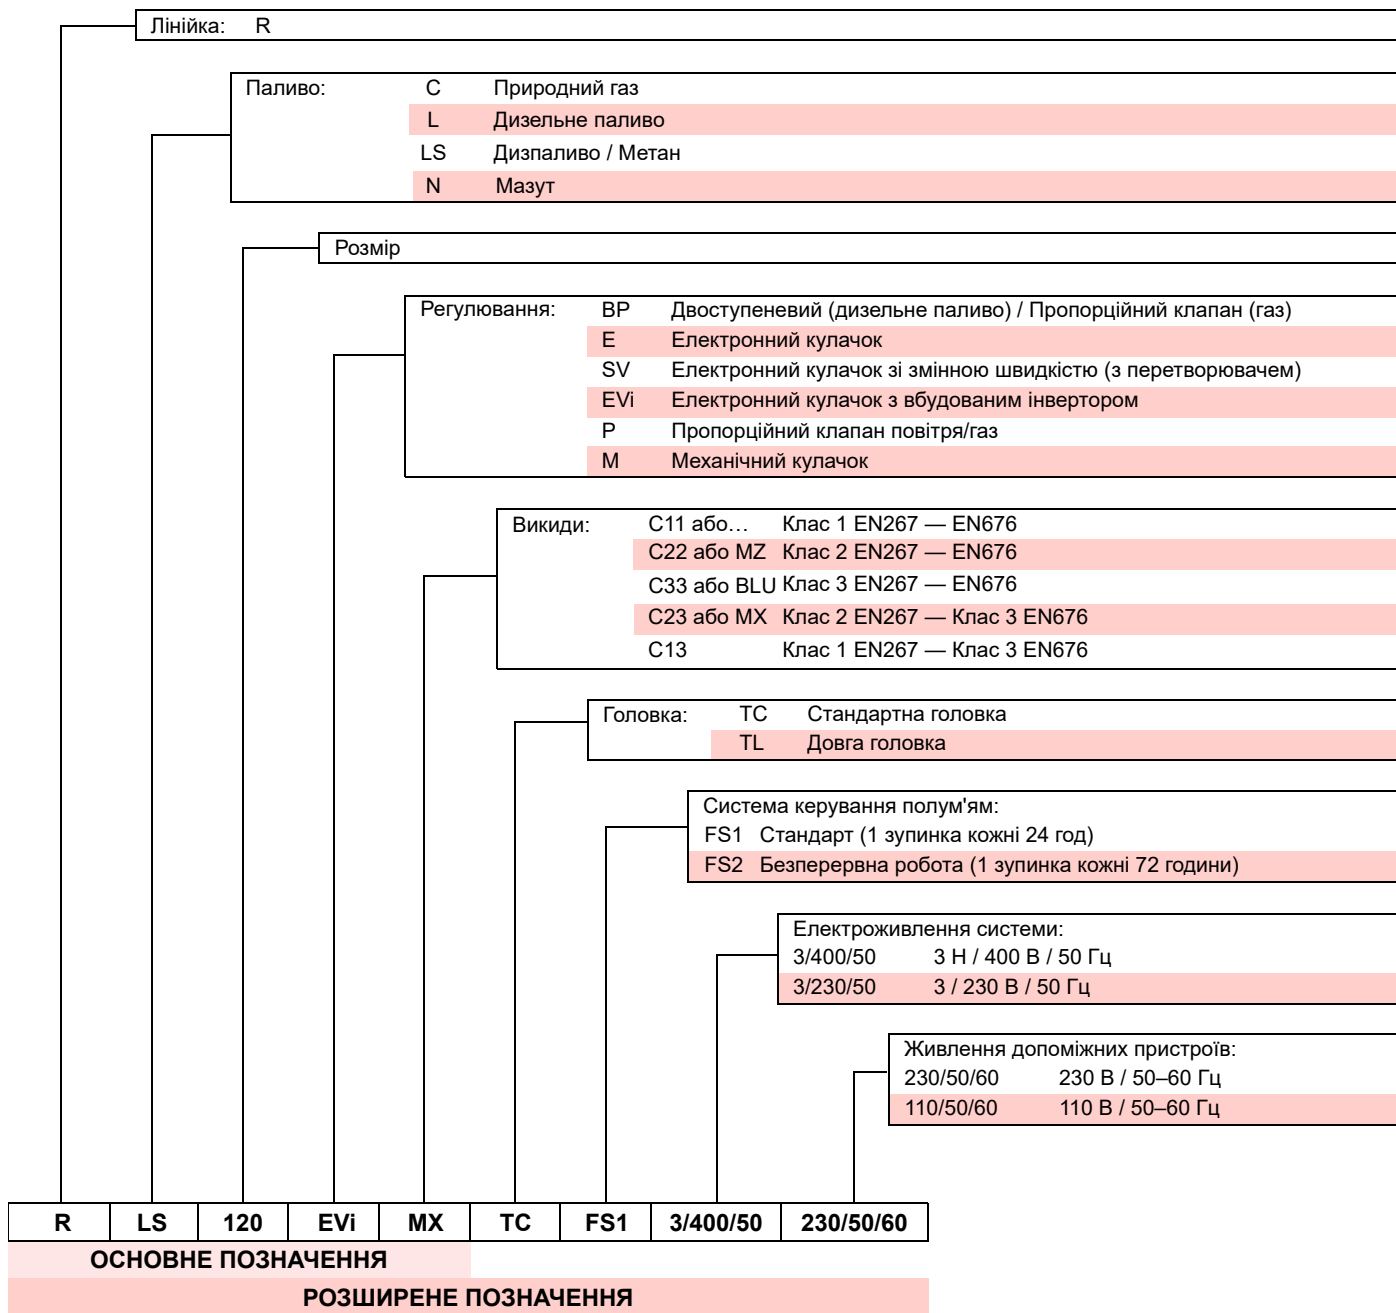 Лінійка: R
Паливо: C Природний газ
L Дизельне паливо
LS Дизпаливо / Метан
N Мазут
Розмір
Регулювання: BP Двоступеневий (дизельне паливо) / Пропорційний клапан (газ)
E Електронний кулачок
SV Електронний кулачок зі змінною швидкістю (з перетворювачем)
EVi Електронний кулачок з вбудованим інвертором
P Пропорційний клапан повітря/газ
M Механічний кулачок
Викиди: C11 або… Клас 1 EN267 — EN676
C22 або MZ Клас 2 EN267 — EN676
C33 або BLU Клас 3 EN267 — EN676
C23 або MX Клас 2 EN267 — Клас 3 EN676
C13 Клас 1 EN267 — Клас 3 EN676
Головка: TC Стандартна головка
TL Довга головка
Система керування полум'ям:
FS1 Стандарт (1 зупинка кожні 24 год)
FS2 Безперервна робота (1 зупинка кожні 72 години)
Електроживлення системи:
3/400/50 3 Н / 400 В / 50 Гц
3/230/50 3 / 230 В / 50 Гц
Живлення допоміжних пристроїв:
230/50/60 230 В / 50–60 Гц
110/50/60 110 В / 50–60 Гц
R LS 120 EVi MX TC FS1 3/400/50 230/50/60
ОСНОВНЕ ПОЗНАЧЕННЯ
РОЗШИРЕНЕ ПОЗНАЧЕННЯ